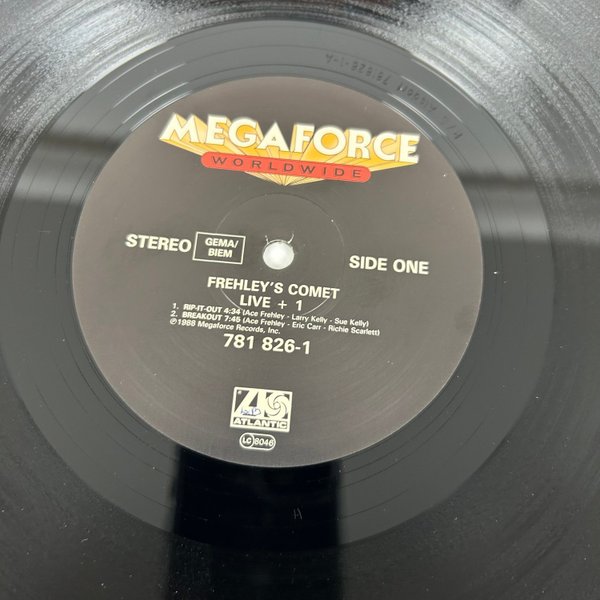 MEGAFORCE
WORLDWIDE
STEREO
GEMA/
BIEM
SIDE ONE
FREHLEY'S COMET
LIVE + 1
1. RIP-IT-OUT 4:34 (Ace Frehley - Larry Kelly - Sue Kelly)
2. BREAKOUT 7:45 (Ace Frehley - Eric Carr - Richie Scarlett)
℗1988 Megaforce Records, Inc.
781 826-1
ATLANTIC
LC 8046